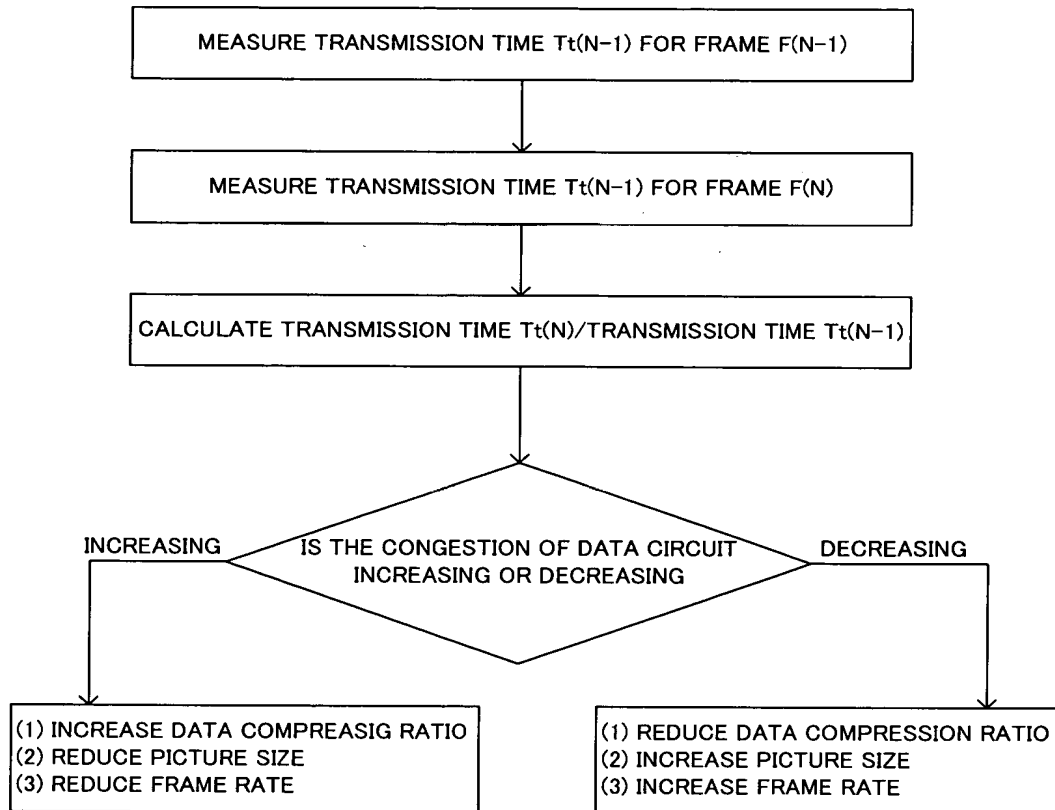 MEASURE TRANSMISSION TIME Tt(N-1) FOR FRAME F(N-1)
MEASURE TRANSMISSION TIME Tt(N-1) FOR FRAME F(N)
CALCULATE TRANSMISSION TIME Tt(N)/TRANSMISSION TIME Tt(N-1)
IS THE CONGESTION OF DATA CIRCUIT
INCREASING OR DECREASING
INCREASING
DECREASING
(1) INCREASE DATA COMPREASIG RATIO
(2) REDUCE PICTURE SIZE
(3) REDUCE FRAME RATE
(1) REDUCE DATA COMPRESSION RATIO
(2) INCREASE PICTURE SIZE
(3) INCREASE FRAME RATE